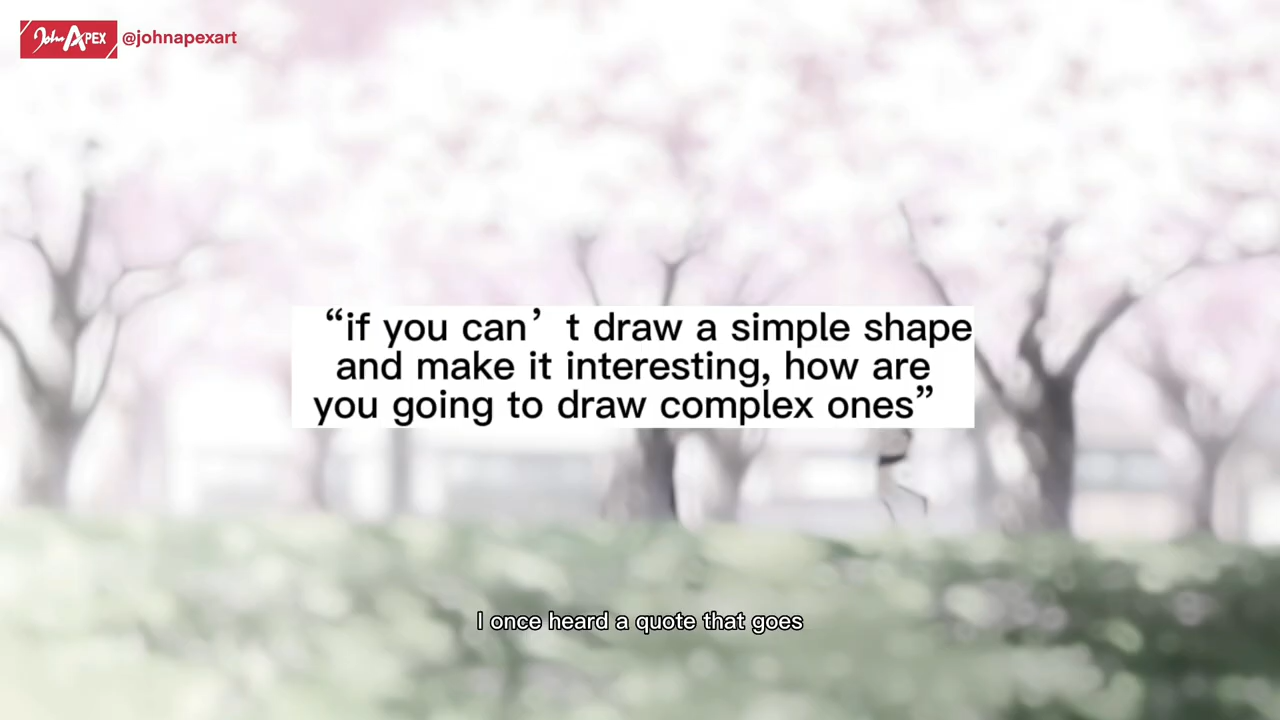 John APEX @johnapexart
“if you can’t draw a simple shape
and make it interesting, how are
you going to draw complex ones”
I once heard a quote that goes